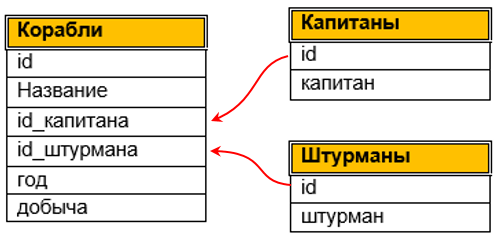 Корабли
id
Название
id_капитана
id_штурмана
год
добыча
Капитаны
id
капитан
Штурманы
id
штурман